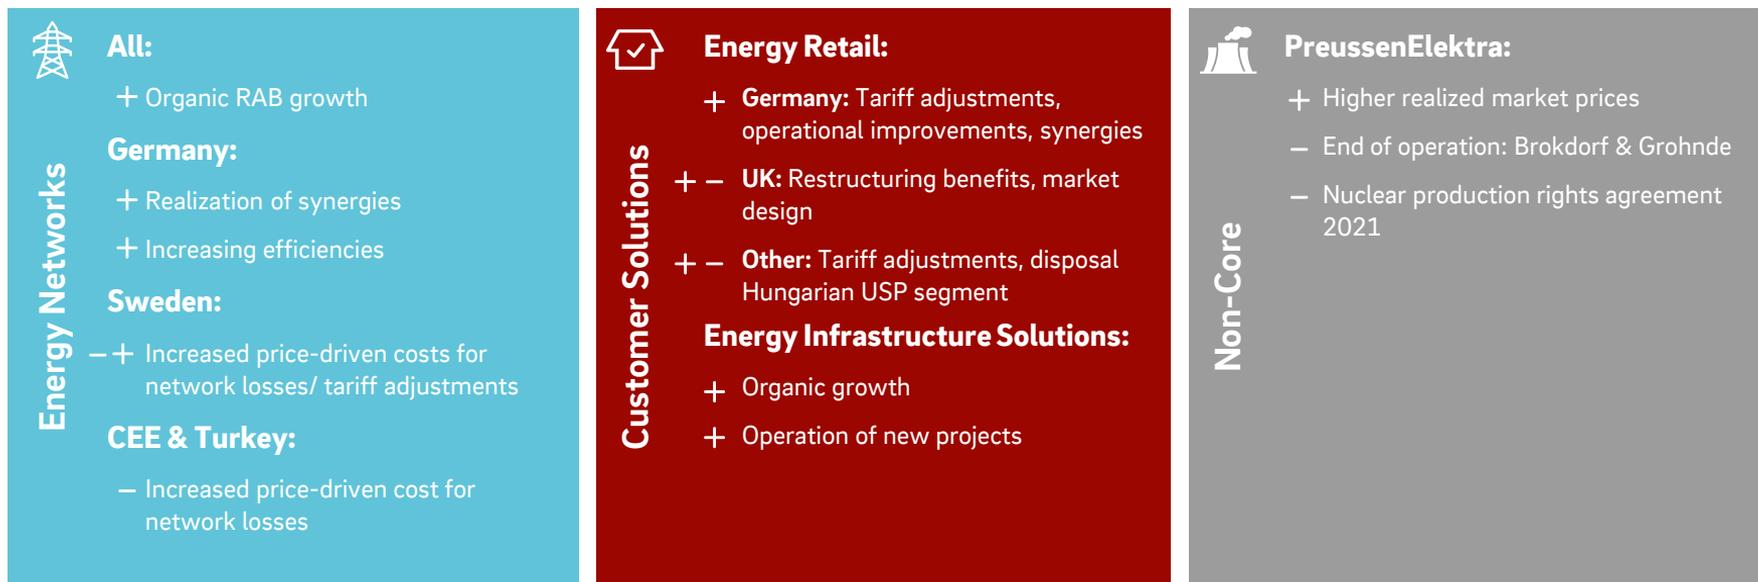 Energy Networks
All:
+ Organic RAB growth
Germany:
+ Realization of synergies
+ Increasing efficiencies
Sweden:
–+ Increased price-driven costs for
network losses/ tariff adjustments
CEE & Turkey:
– Increased price-driven cost for
network losses
Customer Solutions
Energy Retail:
+ Germany: Tariff adjustments,
operational improvements, synergies
+ – UK: Restructuring benefits, market
design
+ – Other: Tariff adjustments, disposal
Hungarian USP segment
Energy Infrastructure Solutions:
+ Organic growth
+ Operation of new projects
Non-Core
PreussenElektra:
+ Higher realized market prices
– End of operation: Brokdorf & Grohnde
– Nuclear production rights agreement
2021